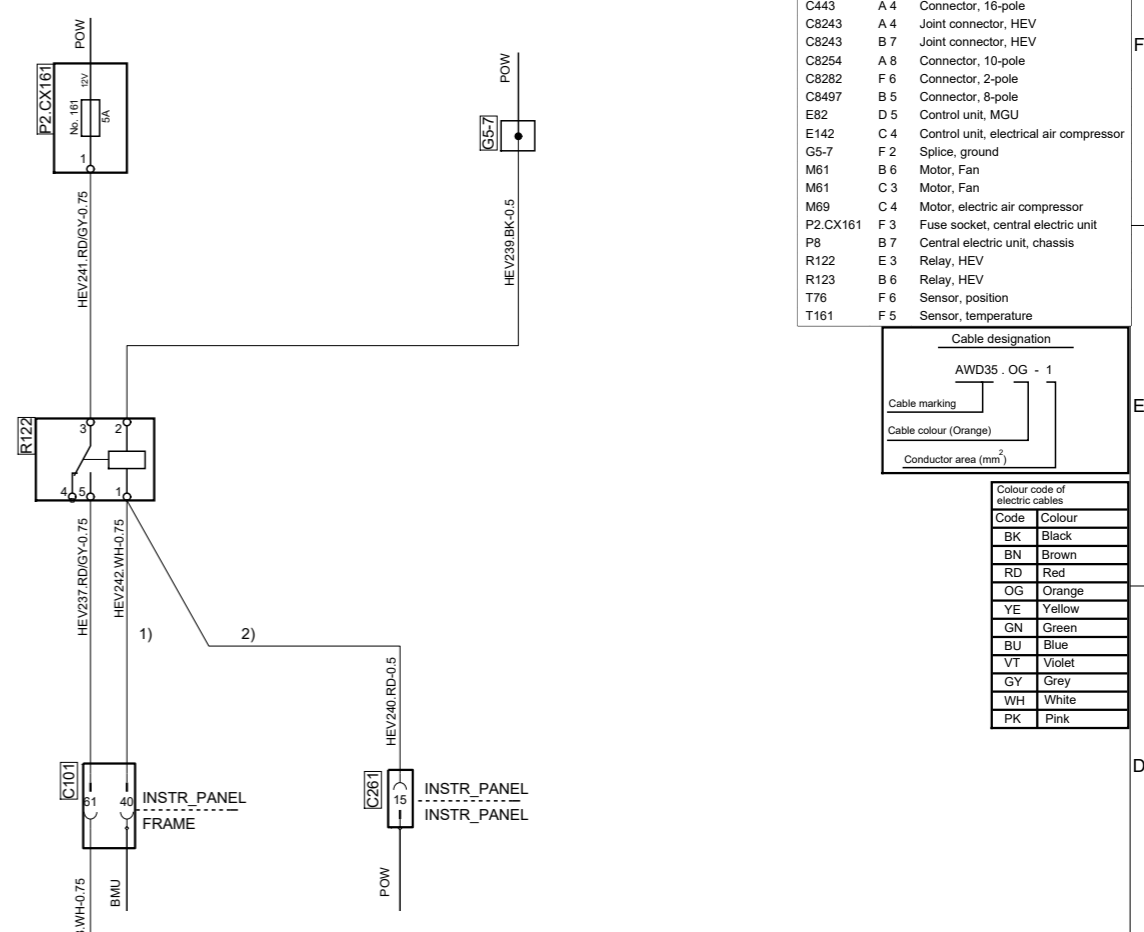 C443 A 4 Connector, 16-pole
C8243 A 4 Joint connector, HEV
C8243 B 7 Joint connector, HEV
C8254 A 8 Connector, 10-pole
C8282 F 6 Connector, 2-pole
C8497 B 5 Connector, 8-pole
E82 D 5 Control unit, MGU
E142 C 4 Control unit, electrical air compressor
G5-7 F 2 Splice, ground
M61 B 6 Motor, Fan
M61 C 3 Motor, Fan
M69 C 4 Motor, electric air compressor
P2.CX161 F 3 Fuse socket, central electric unit
P8 B 7 Central electric unit, chassis
R122 E 3 Relay, HEV
R123 B 6 Relay, HEV
T76 F 6 Sensor, position
T161 F 5 Sensor, temperature
F
POW
P2.CX161
12V
No. 161
5A
1
HEV241.RD/GY-0.75
POW
G5-7
HEV239.BK-0.5
Cable designation
AWD35 . OG - 1
Cable marking
Cable colour (Orange)
Conductor area (mm2)
E
R122
3 2
4 5 1
HEV237.RD/GY-0.75
HEV242.WH-0.75
1)
2)
HEV240.RD-0.5
Colour code of
electric cables
Code Colour
BK Black
BN Brown
RD Red
OG Orange
YE Yellow
GN Green
BU Blue
VT Violet
GY Grey
WH White
PK Pink
D
C101
61 40
INSTR_PANEL
FRAME
C261
15
INSTR_PANEL
INSTR_PANEL
.WH-0.75
BMU
POW